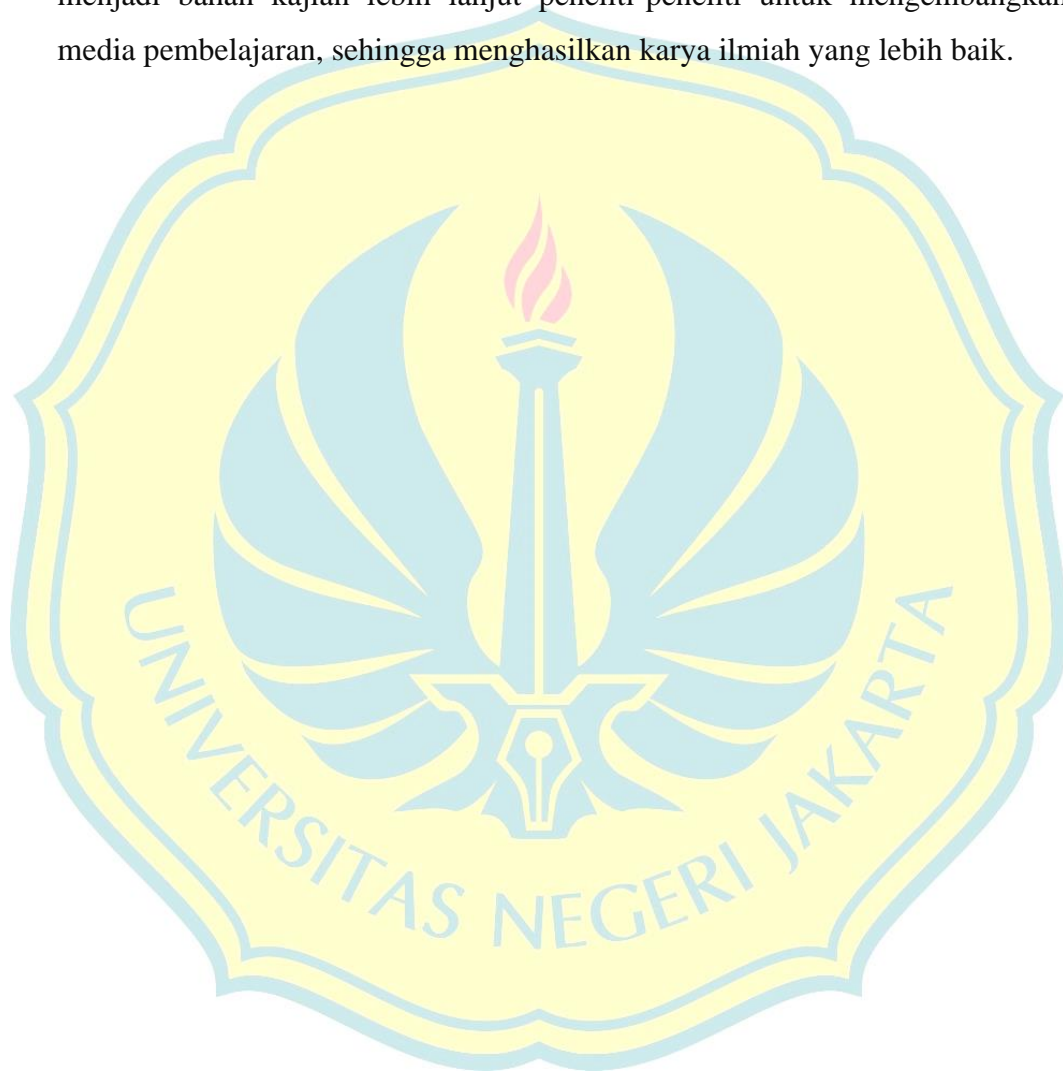 menjadi bahan kajian lebih lanjut peneliti-peneliti untuk mengembangkan
media pembelajaran, sehingga menghasilkan karya ilmiah yang lebih baik.
UNIVERSITAS NEGERI JAKARTA